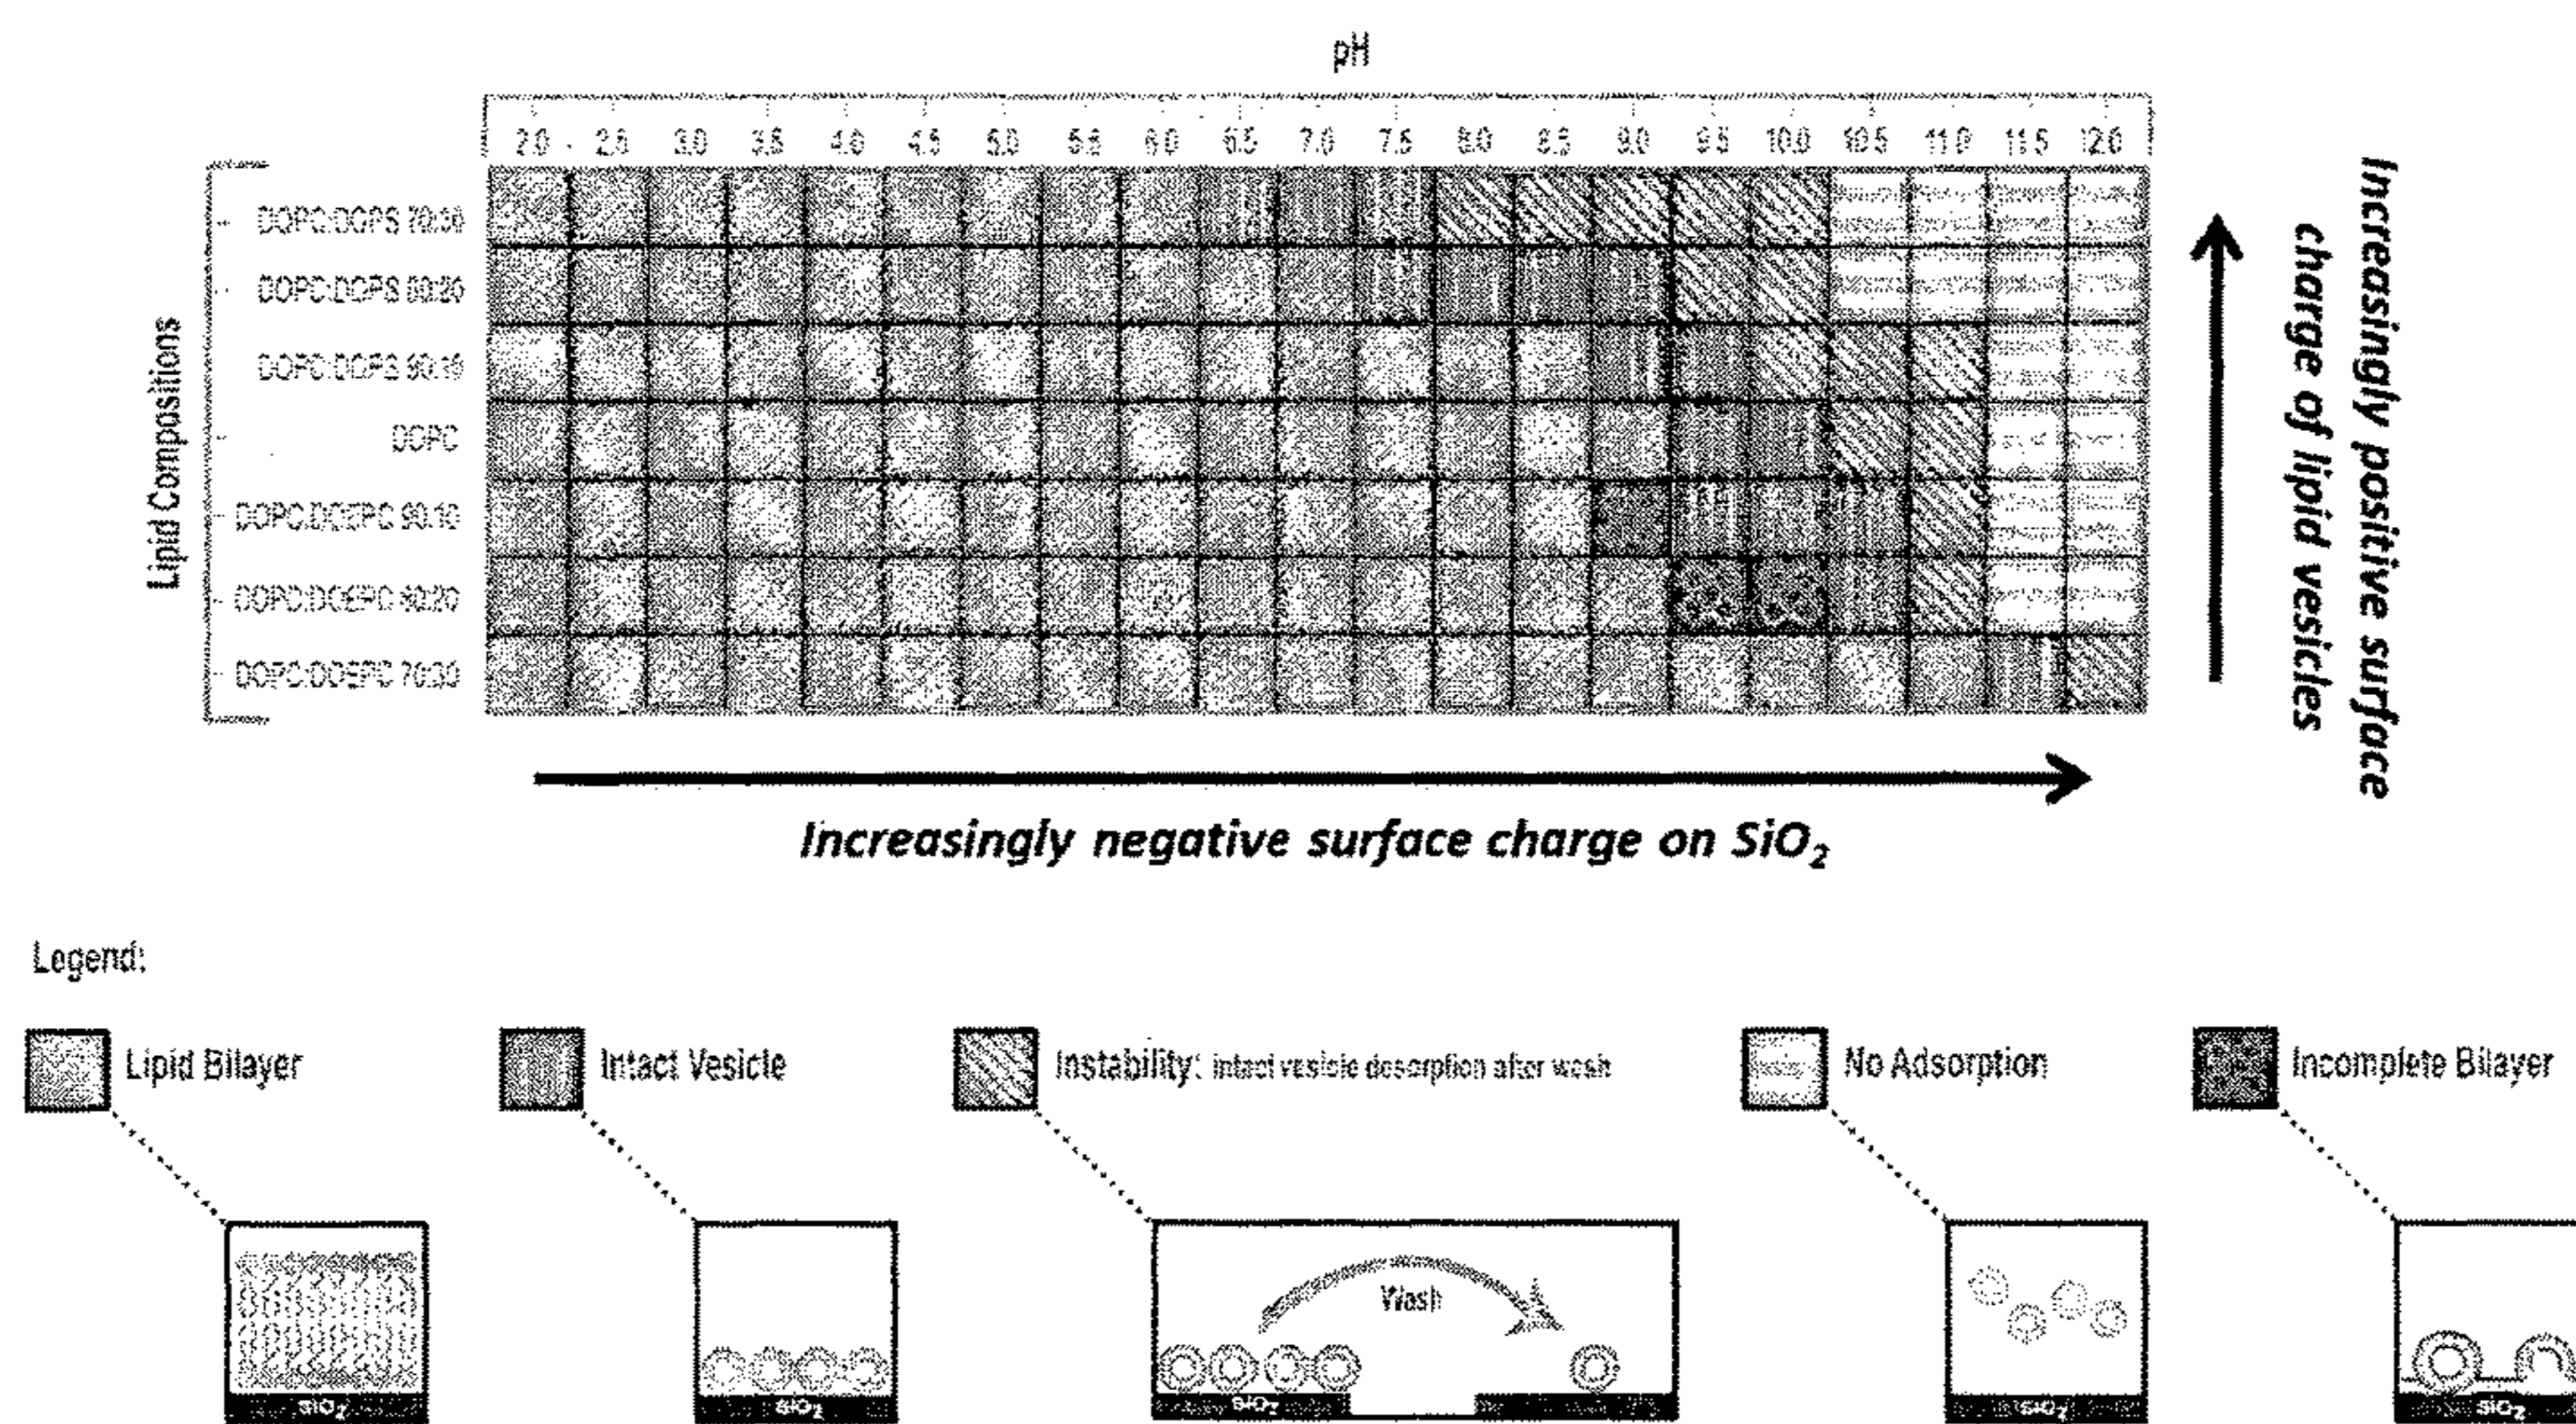 pH
2.0 2.5 3.0 3.5 4.0 4.5 5.0 5.5 6.0 6.5 7.0 7.5 8.0 8.5 9.0 9.5 10.0 10.5 11.0 11.5 12.0
Lipid Compositions
DOPC:DOPS 70:30
DOPC:DOPS 80:20
DOPC:DOPS 90:10
DOPC
DOPC:DOEPC 90:10
DOPC:DOEPC 80:20
DOPC:DOEPC 70:30
Increasingly positive surface
charge of lipid vesicles
Increasingly negative surface charge on SiO₂
Legend:
Lipid Bilayer
Intact Vesicle
Instability: intact vesicle desorption after wash
No Adsorption
Incomplete Bilayer
Wash
SiO₂
SiO₂
SiO₂
SiO₂
SiO₂